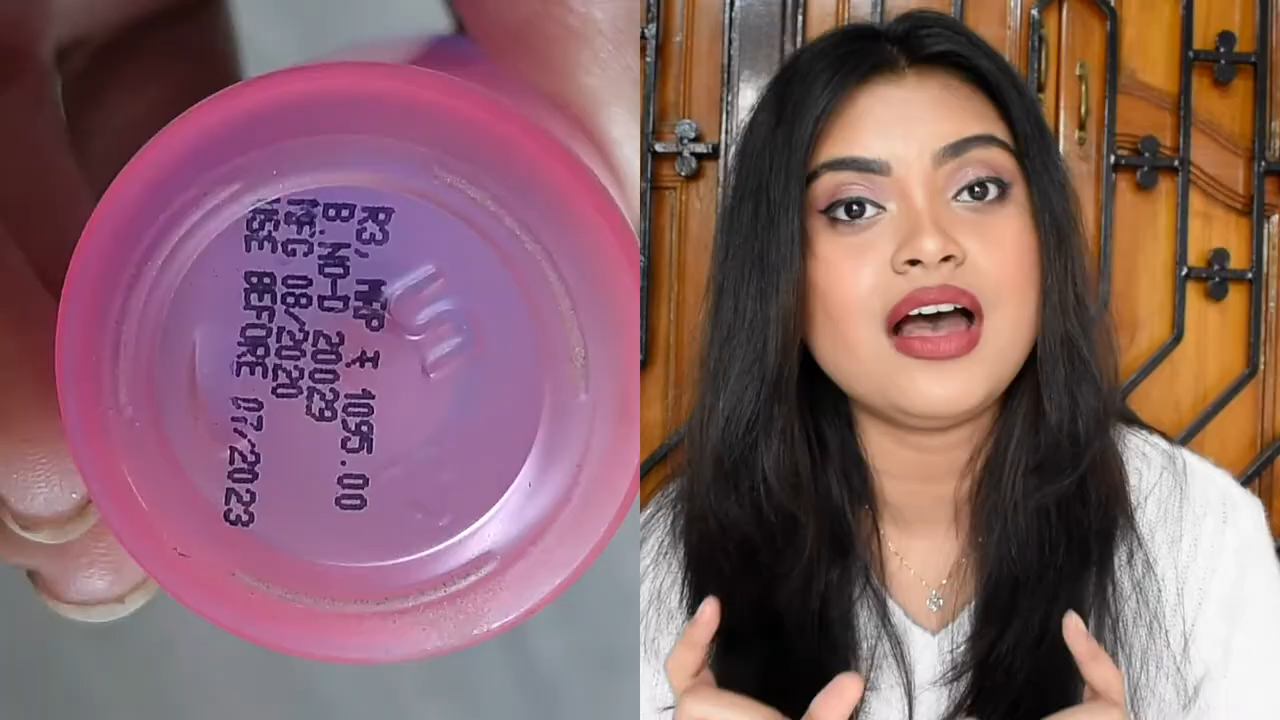 R3, MRP ₹ 1095.00
B.NO-D 20029
MFG 08/2020
USE BEFORE 07/2023